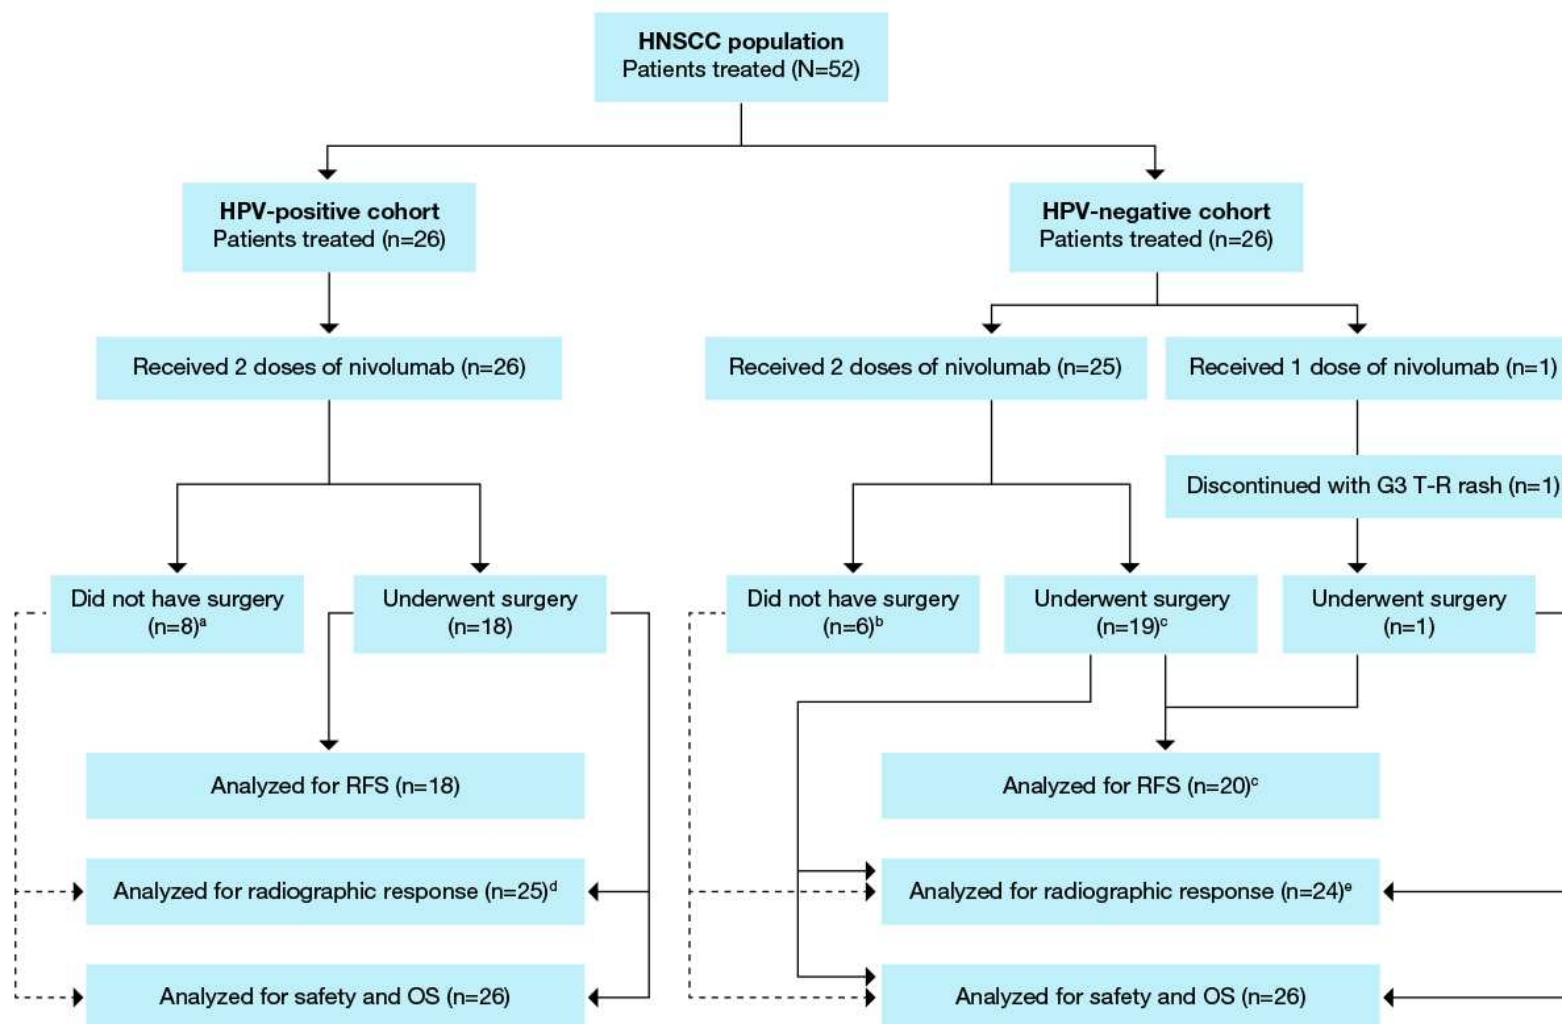 HNSCC population
Patients treated (N=52)
HPV-positive cohort
Patients treated (n=26)
HPV-negative cohort
Patients treated (n=26)
Received 2 doses of nivolumab (n=26)
Received 2 doses of nivolumab (n=25)
Received 1 dose of nivolumab (n=1)
Discontinued with G3 T-R rash (n=1)
Did not have surgery
(n=8)ᵃ
Underwent surgery
(n=18)
Did not have surgery
(n=6)ᵇ
Underwent surgery
(n=19)ᶜ
Underwent surgery
(n=1)
Analyzed for RFS (n=18)
Analyzed for RFS (n=20)ᶜ
Analyzed for radiographic response (n=25)ᵈ
Analyzed for radiographic response (n=24)ᵉ
Analyzed for safety and OS (n=26)
Analyzed for safety and OS (n=26)